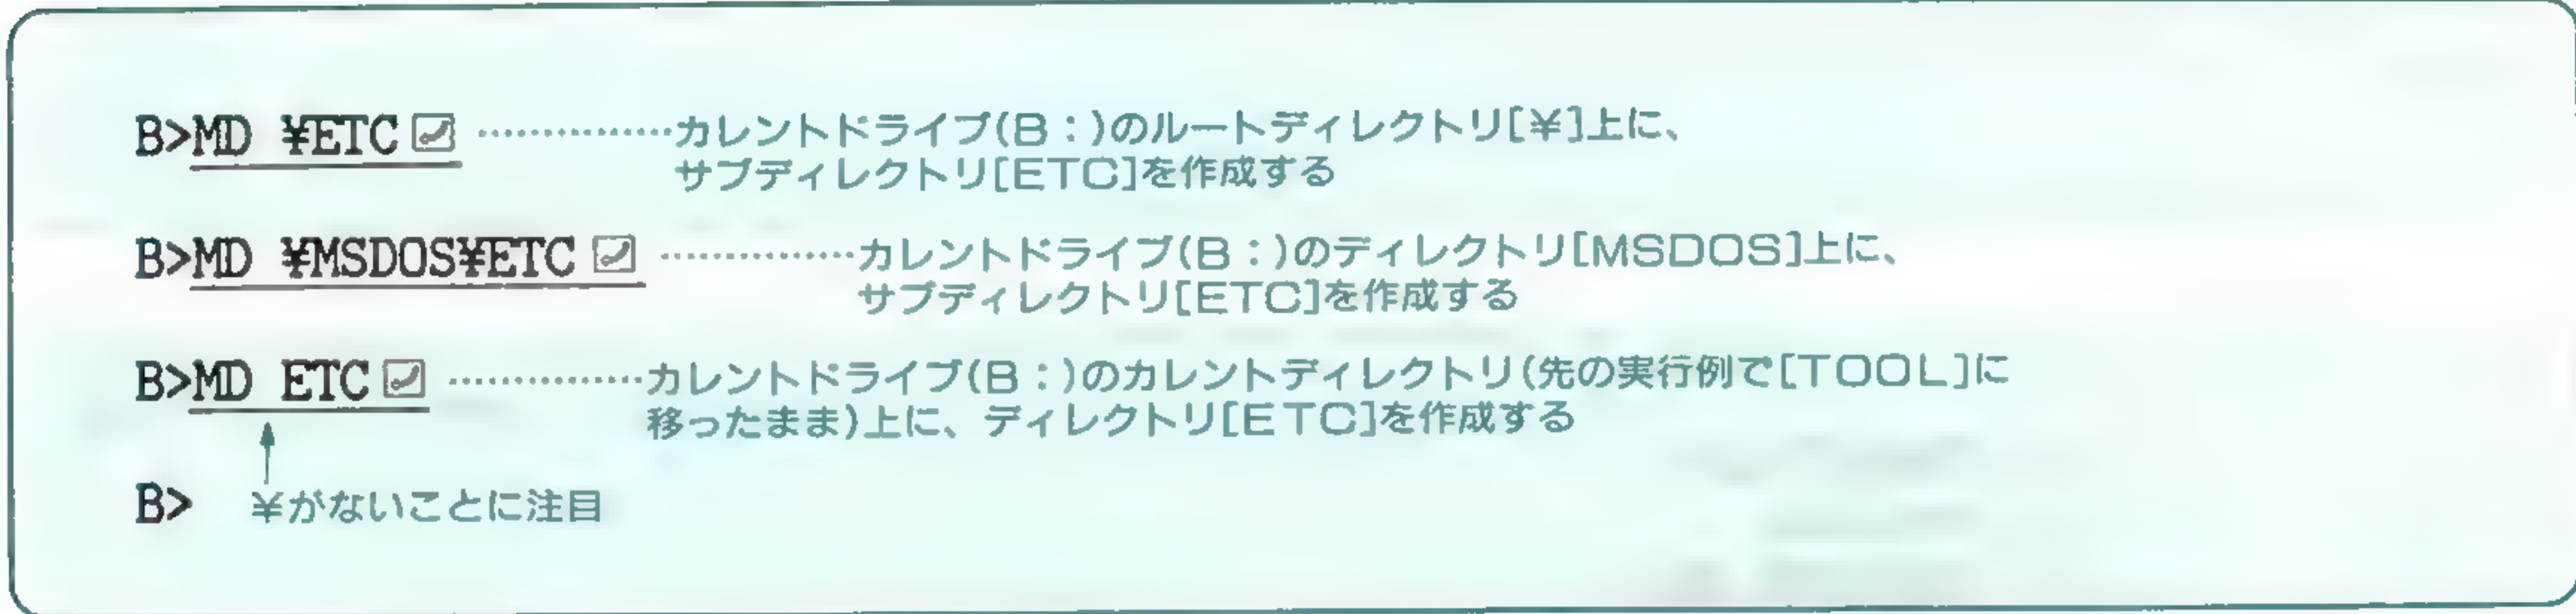 B>MD ¥ETC⏎ …………カレントドライブ(B：)のルートディレクトリ[¥]上に、
サブディレクトリ[ETC]を作成する
B>MD ¥MSDOS¥ETC⏎ …………カレントドライブ(B：)のディレクトリ[MSDOS]上に、
サブディレクトリ[ETC]を作成する
B>MD ETC⏎ …………カレントドライブ(B：)のカレントディレクトリ(先の実行例で[TOOL]に
移ったまま)上に、ディレクトリ[ETC]を作成する
B> ¥がないことに注目